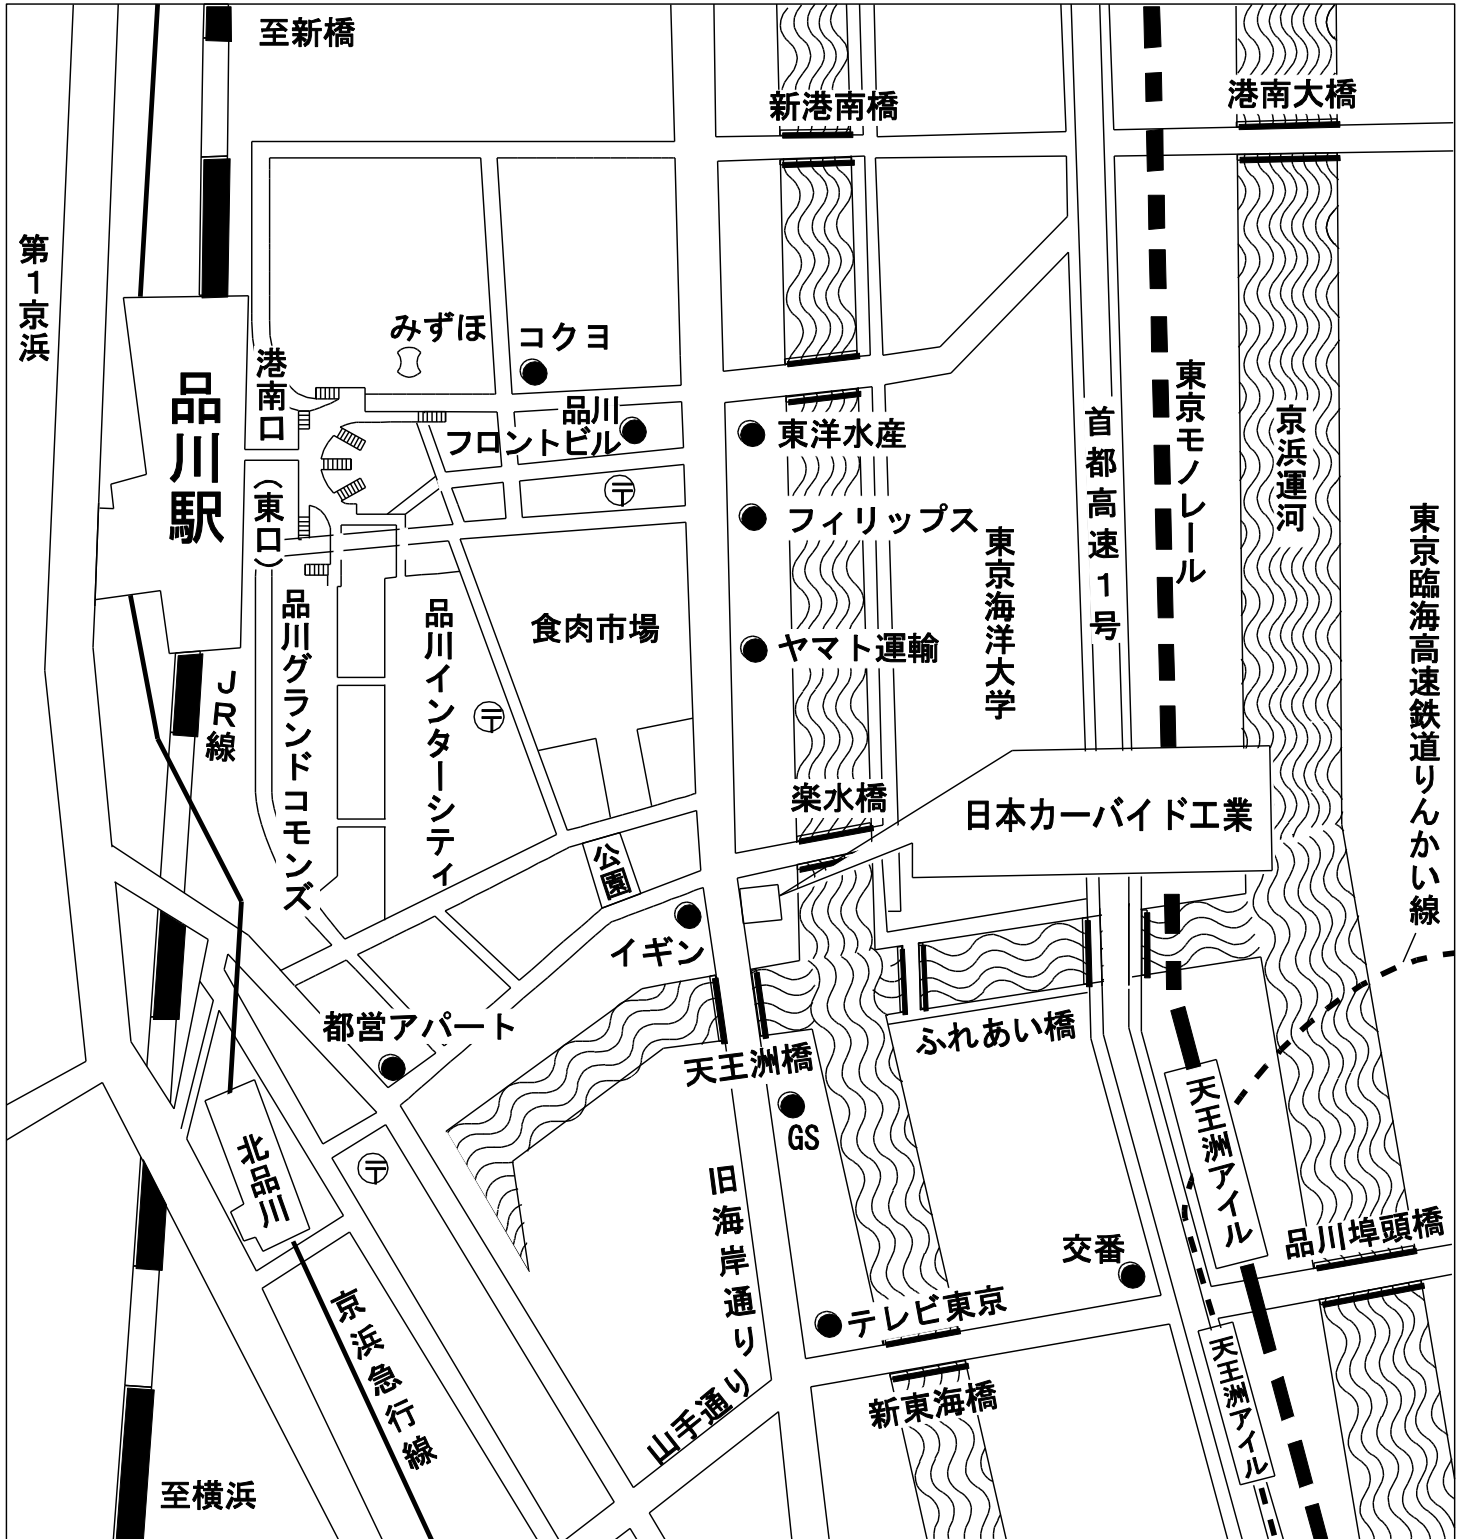 至新橋
新港南橋
港南大橋
第１京浜
みずほ
コクヨ
港南口
（東口）
品川駅
品川
フロントビル
〒
東洋水産
フィリップス
東京海洋大学
首都高速１号
東京モノレール
京浜運河
東京臨海高速鉄道りんかい線
ヤマト運輸
食肉市場
品川グランドコモンズ
品川インターシティ
〒
ＪＲ線
楽水橋
日本カーバイド工業
公園
イギン
都営アパート
天王洲橋
ふれあい橋
GS
天王洲アイル
北品川
〒
旧海岸通り
交番
品川埠頭橋
テレビ東京
京浜急行線
山手通り
新東海橋
天王洲アイル
至横浜